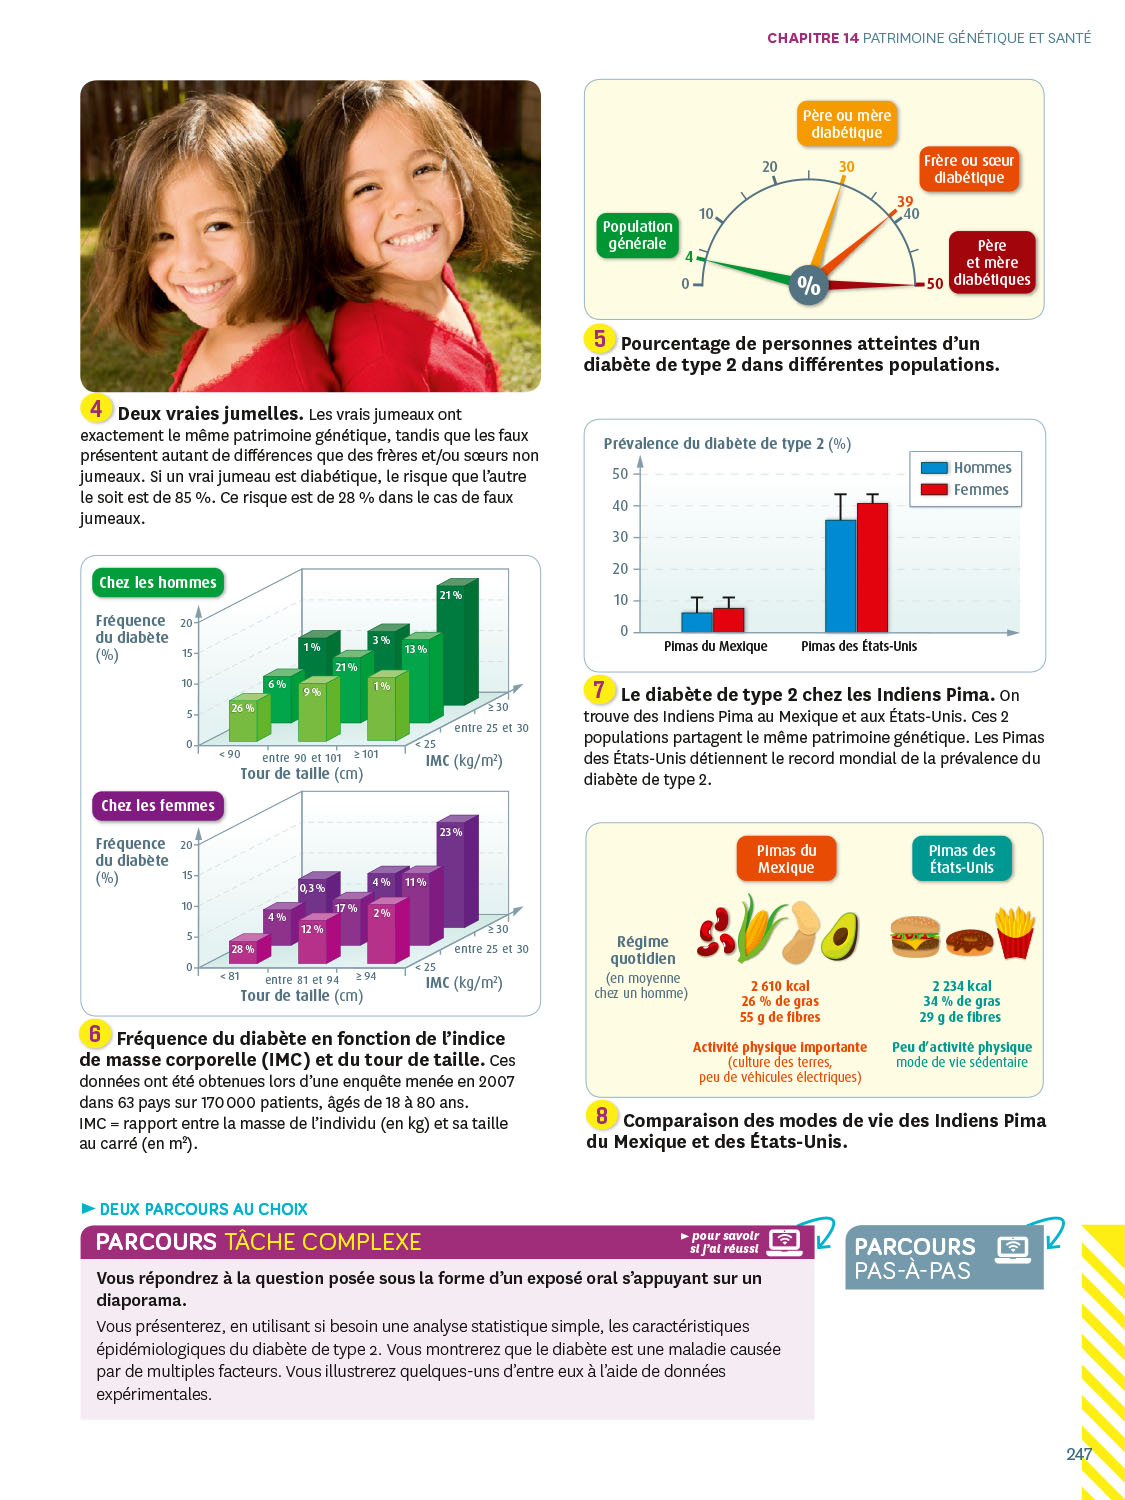 CHAPITRE 14 PATRIMOINE GÉNÉTIQUE ET SANTÉ
4 Deux vraies jumelles. Les vrais jumeaux ont
exactement le même patrimoine génétique, tandis que les faux
présentent autant de différences que des frères et/ou sœurs non
jumeaux. Si un vrai jumeau est diabétique, le risque que l’autre
le soit est de 85 %. Ce risque est de 28 % dans le cas de faux
jumeaux.
Chez les hommes
Fréquence
du diabète
(%)
20
15
10
5
0
21 %
1 %
3 %
13 %
6 %
21 %
26 %
9 %
1 %
< 90
entre 90 et 101
≥ 101
Tour de taille (cm)
< 25
entre 25 et 30
≥ 30
IMC (kg/m²)
Chez les femmes
Fréquence
du diabète
(%)
20
15
10
5
0
23 %
0,3 %
4 %
11 %
4 %
17 %
28 %
12 %
2 %
< 81
entre 81 et 94
≥ 94
Tour de taille (cm)
< 25
entre 25 et 30
≥ 30
IMC (kg/m²)
6 Fréquence du diabète en fonction de l’indice
de masse corporelle (IMC) et du tour de taille. Ces
données ont été obtenues lors d’une enquête menée en 2007
dans 63 pays sur 170 000 patients, âgés de 18 à 80 ans.
IMC = rapport entre la masse de l’individu (en kg) et sa taille
au carré (en m²).
Père ou mère
diabétique
Frère ou sœur
diabétique
Population
générale
Père
et mère
diabétiques
0
4
10
20
30
39
40
50
%
5 Pourcentage de personnes atteintes d’un
diabète de type 2 dans différentes populations.
Prévalence du diabète de type 2 (%)
50
40
30
20
10
0
Hommes
Femmes
Pimas du Mexique
Pimas des États-Unis
7 Le diabète de type 2 chez les Indiens Pima. On
trouve des Indiens Pima au Mexique et aux États-Unis. Ces 2
populations partagent le même patrimoine génétique. Les Pimas
des États-Unis détiennent le record mondial de la prévalence du
diabète de type 2.
Pimas du
Mexique
Pimas des
États-Unis
Régime
quotidien
(en moyenne
chez un homme)
2 610 kcal
26 % de gras
55 g de fibres
2 234 kcal
34 % de gras
29 g de fibres
Activité physique importante
(culture des terres,
peu de véhicules électriques)
Peu d’activité physique
mode de vie sédentaire
8 Comparaison des modes de vie des Indiens Pima
du Mexique et des États-Unis.
► DEUX PARCOURS AU CHOIX
PARCOURS TÂCHE COMPLEXE
► pour savoir
si j’ai réussi
Vous répondrez à la question posée sous la forme d’un exposé oral s’appuyant sur un
diaporama.
Vous présenterez, en utilisant si besoin une analyse statistique simple, les caractéristiques
épidémiologiques du diabète de type 2. Vous montrerez que le diabète est une maladie causée
par de multiples facteurs. Vous illustrerez quelques-uns d’entre eux à l’aide de données
expérimentales.
PARCOURS
PAS-À-PAS
247